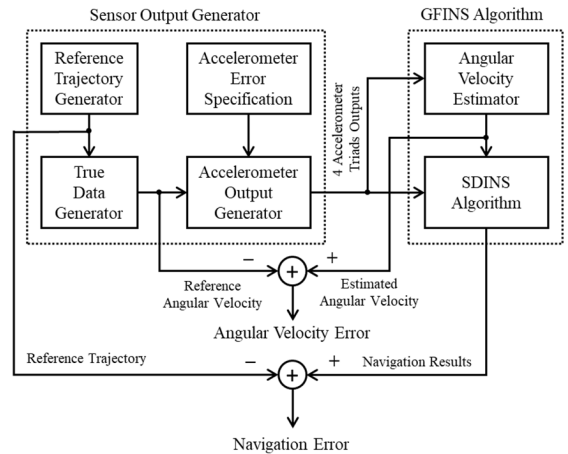 Sensor Output Generator
GFINS Algorithm
Reference
Trajectory
Generator
Accelerometer
Error
Specification
Angular
Velocity
Estimator
4 Accelerometer
Triads Outputs
True
Data
Generator
Accelerometer
Output
Generator
SDINS
Algorithm
−
+
+
Reference
Angular Velocity
Estimated
Angular Velocity
Angular Velocity Error
Reference Trajectory
−
+
+
Navigation Results
Navigation Error